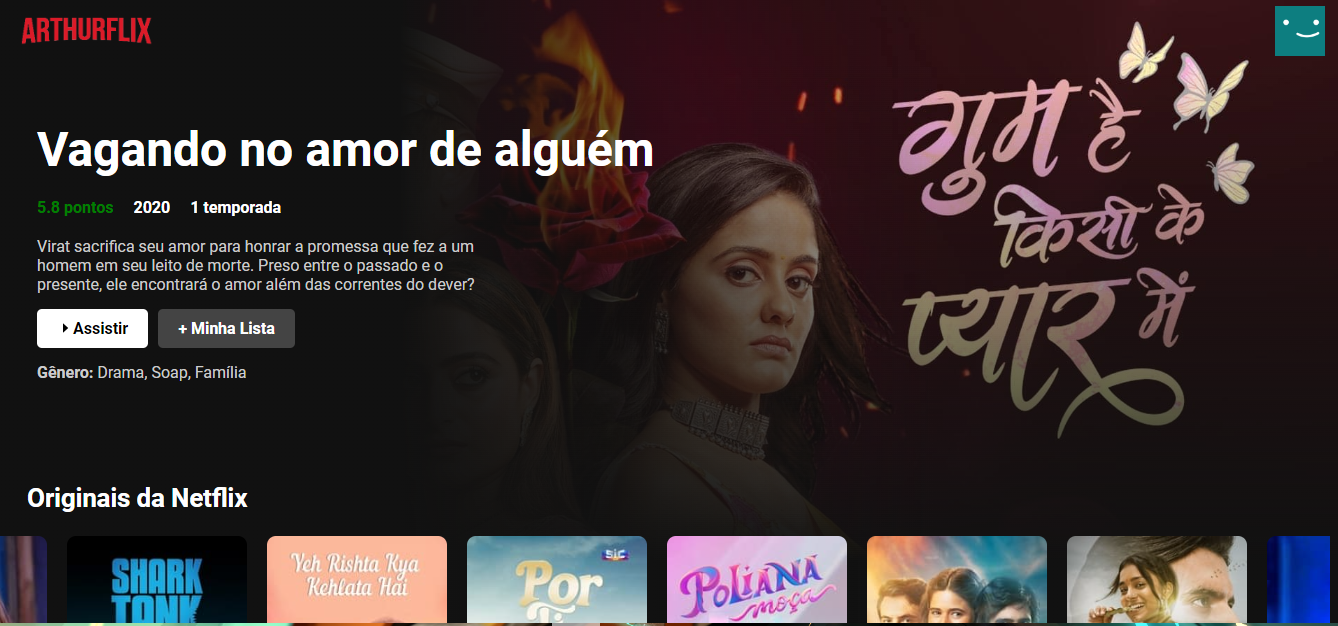 ARTHURFLIX
गुम है
किसी के
प्यार में
Vagando no amor de alguém
5.8 pontos 2020 1 temporada
Virat sacrifica seu amor para honrar a promessa que fez a um
homem em seu leito de morte. Preso entre o passado e o
presente, ele encontrará o amor além das correntes do dever?
Assistir + Minha Lista
Gênero: Drama, Soap, Família
Originais da Netflix
SHARK
TANK
Yeh Rishta Kya
Kehlata Hai
SIC
Por
POLIANA
moça